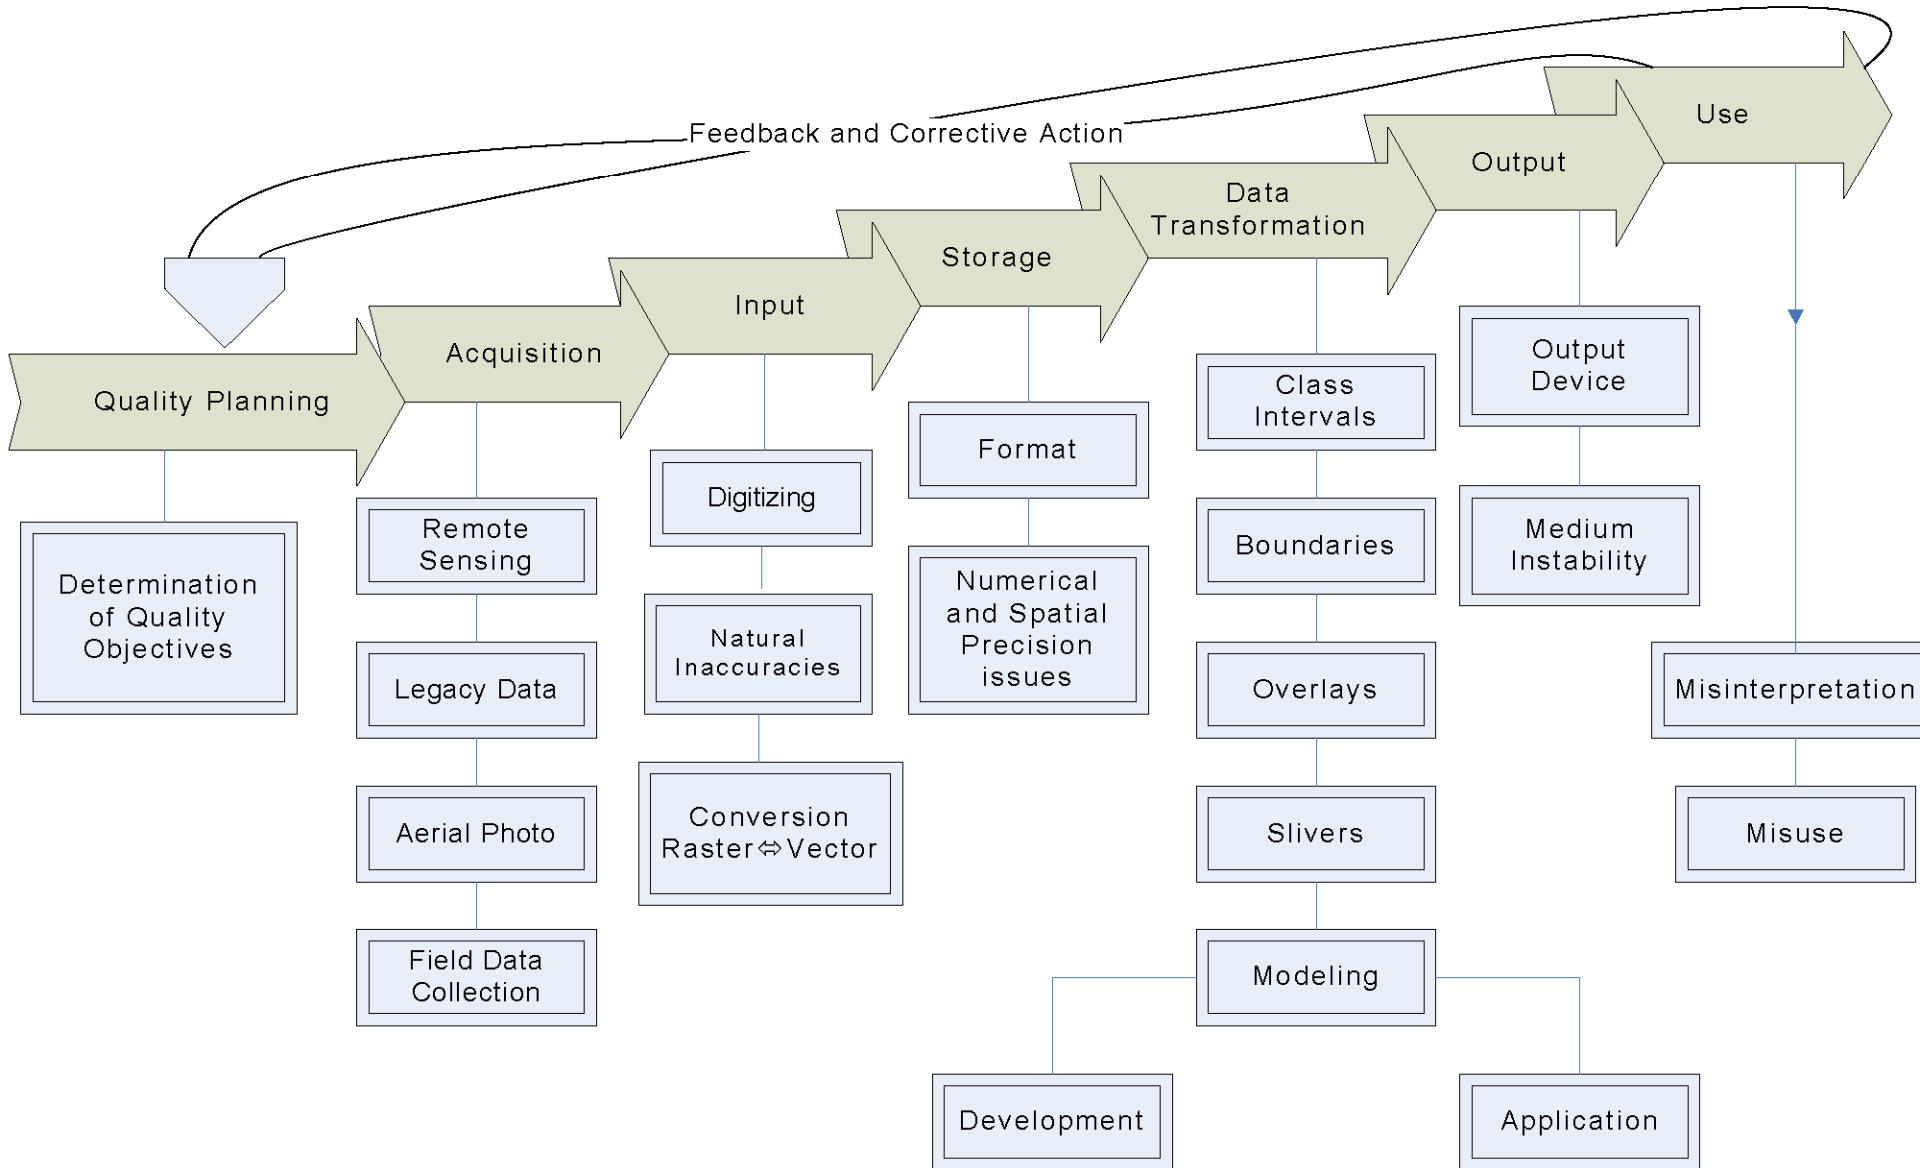 Feedback and Corrective Action
Quality Planning
Acquisition
Input
Storage
Data
Transformation
Output
Use
Determination
of Quality
Objectives
Remote
Sensing
Legacy Data
Aerial Photo
Field Data
Collection
Digitizing
Natural
Inaccuracies
Conversion
Raster⇔Vector
Format
Numerical
and Spatial
Precision
issues
Class
Intervals
Boundaries
Overlays
Slivers
Modeling
Development
Application
Output
Device
Medium
Instability
Misinterpretation
Misuse